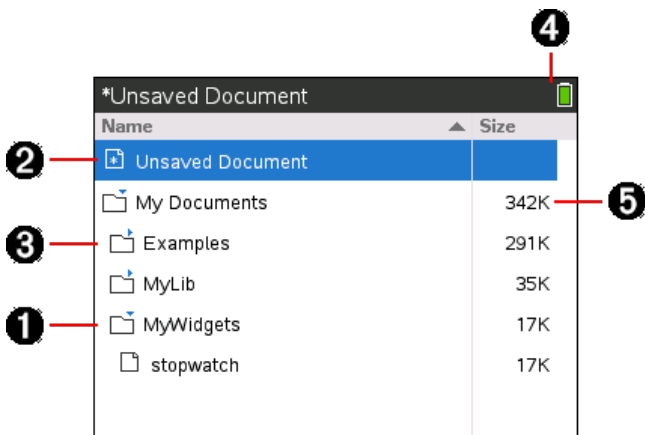 4
*Unsaved Document
Name Size
2 Unsaved Document
My Documents 342K 5
3 Examples 291K
MyLib 35K
1 MyWidgets 17K
stopwatch 17K